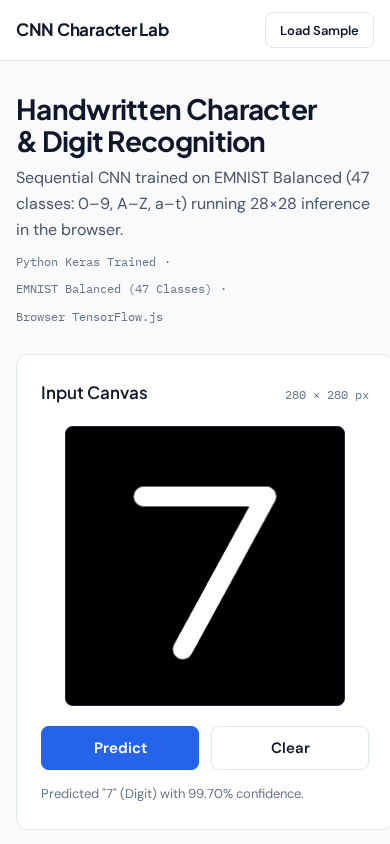 CNN Character Lab
Load Sample
Handwritten Character
& Digit Recognition
Sequential CNN trained on EMNIST Balanced (47
classes: 0–9, A–Z, a–t) running 28×28 inference
in the browser.
Python Keras Trained ·
EMNIST Balanced (47 Classes) ·
Browser TensorFlow.js
Input Canvas
280 × 280 px
7
Predict
Clear
Predicted "7" (Digit) with 99.70% confidence.